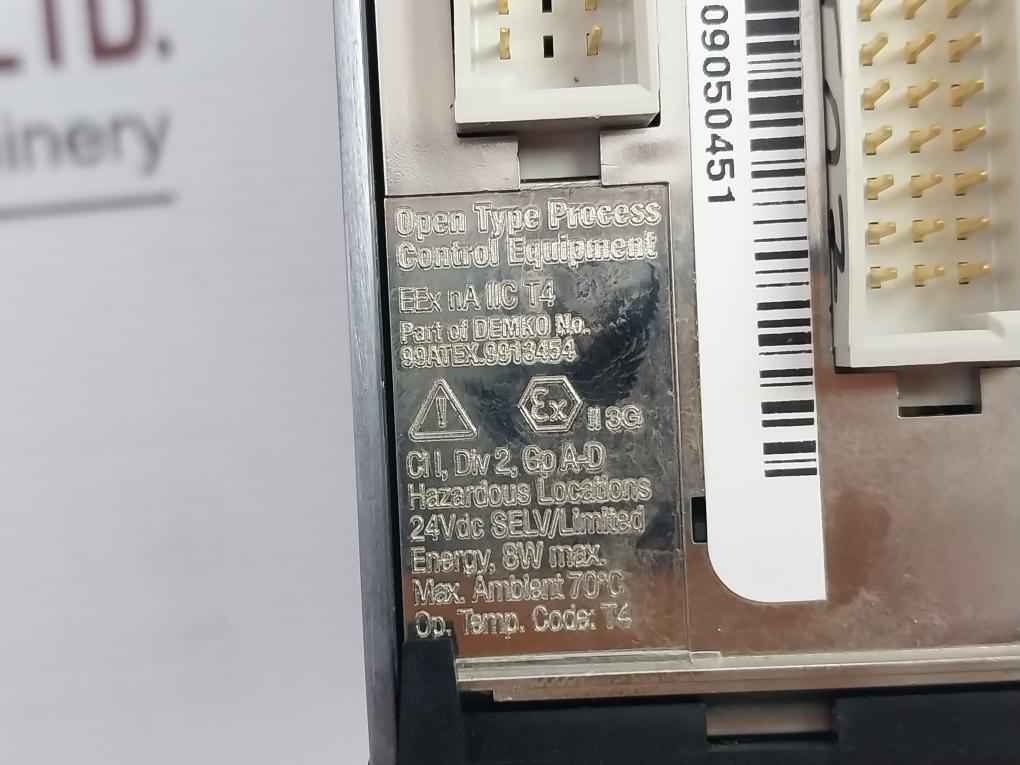 LTD.
inery
09050451
Open Type Process
Control Equipment
EEx nA IIC T4
Part of DEMKO No.
99ATEX.9913454
Ex II 3G
Cl I, Div 2, Gp A-D
Hazardous Locations
24Vdc SELV/Limited
Energy, 8W max.
Max. Ambient 70°C
Op. Temp. Code: T4